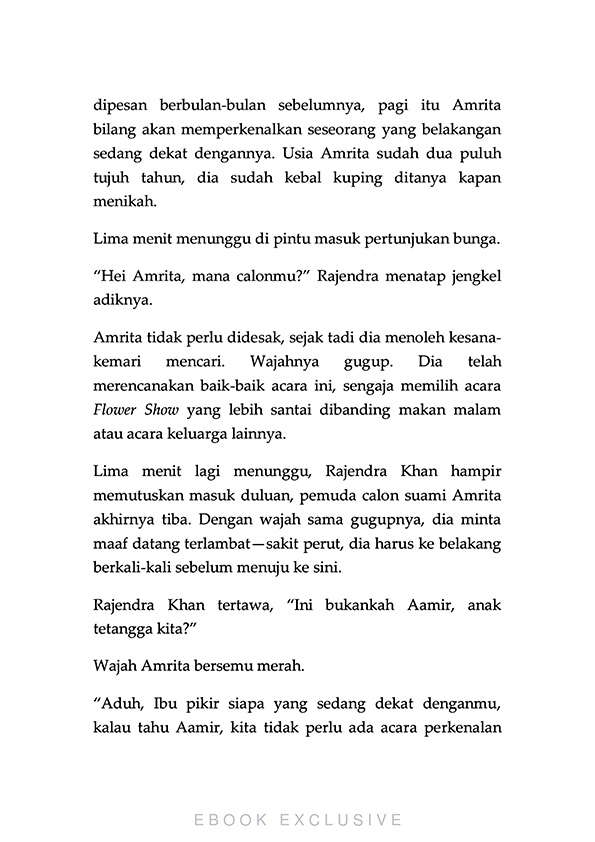 dipesan berbulan-bulan sebelumnya, pagi itu Amrita
bilang akan memperkenalkan seseorang yang belakangan
sedang dekat dengannya. Usia Amrita sudah dua puluh
tujuh tahun, dia sudah kebal kuping ditanya kapan
menikah.
Lima menit menunggu di pintu masuk pertunjukan bunga.
“Hei Amrita, mana calonmu?” Rajendra menatap jengkel
adiknya.
Amrita tidak perlu didesak, sejak tadi dia menoleh kesana-
kemari mencari. Wajahnya gugup. Dia telah
merencanakan baik-baik acara ini, sengaja memilih acara
Flower Show yang lebih santai dibanding makan malam
atau acara keluarga lainnya.
Lima menit lagi menunggu, Rajendra Khan hampir
memutuskan masuk duluan, pemuda calon suami Amrita
akhirnya tiba. Dengan wajah sama gugupnya, dia minta
maaf datang terlambat—sakit perut, dia harus ke belakang
berkali-kali sebelum menuju ke sini.
Rajendra Khan tertawa, “Ini bukankah Aamir, anak
tetangga kita?”
Wajah Amrita bersemu merah.
“Aduh, Ibu pikir siapa yang sedang dekat denganmu,
kalau tahu Aamir, kita tidak perlu ada acara perkenalan
EBOOK EXCLUSIVE